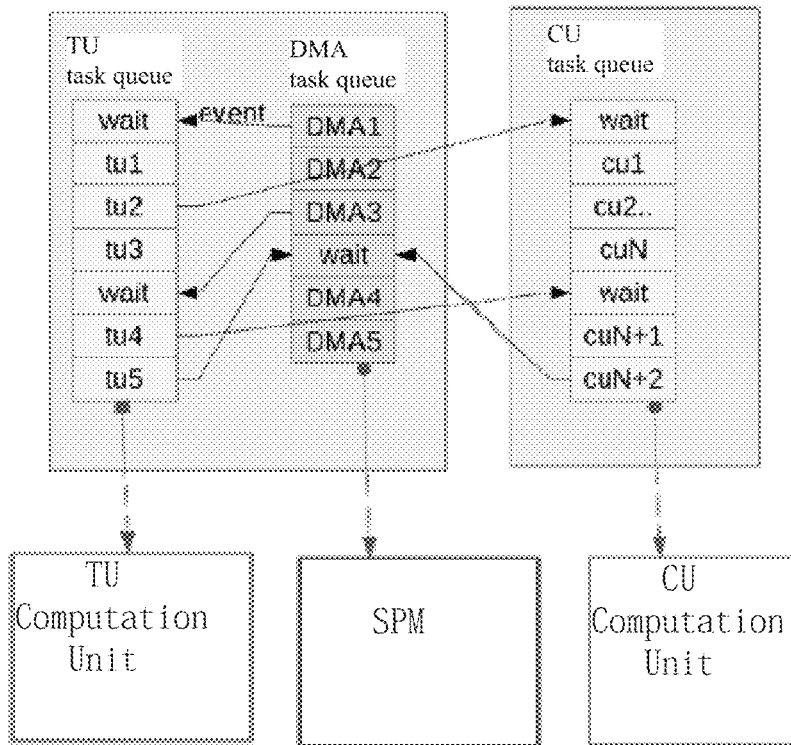 TU
task queue
wait
tu1
tu2
tu3
wait
tu4
tu5
event
DMA
task queue
DMA1
DMA2
DMA3
wait
DMA4
DMA5
CU
task queue
wait
cu1
cu2..
cuN
wait
cuN+1
cuN+2
TU
Computation
Unit
SPM
CU
Computation
Unit